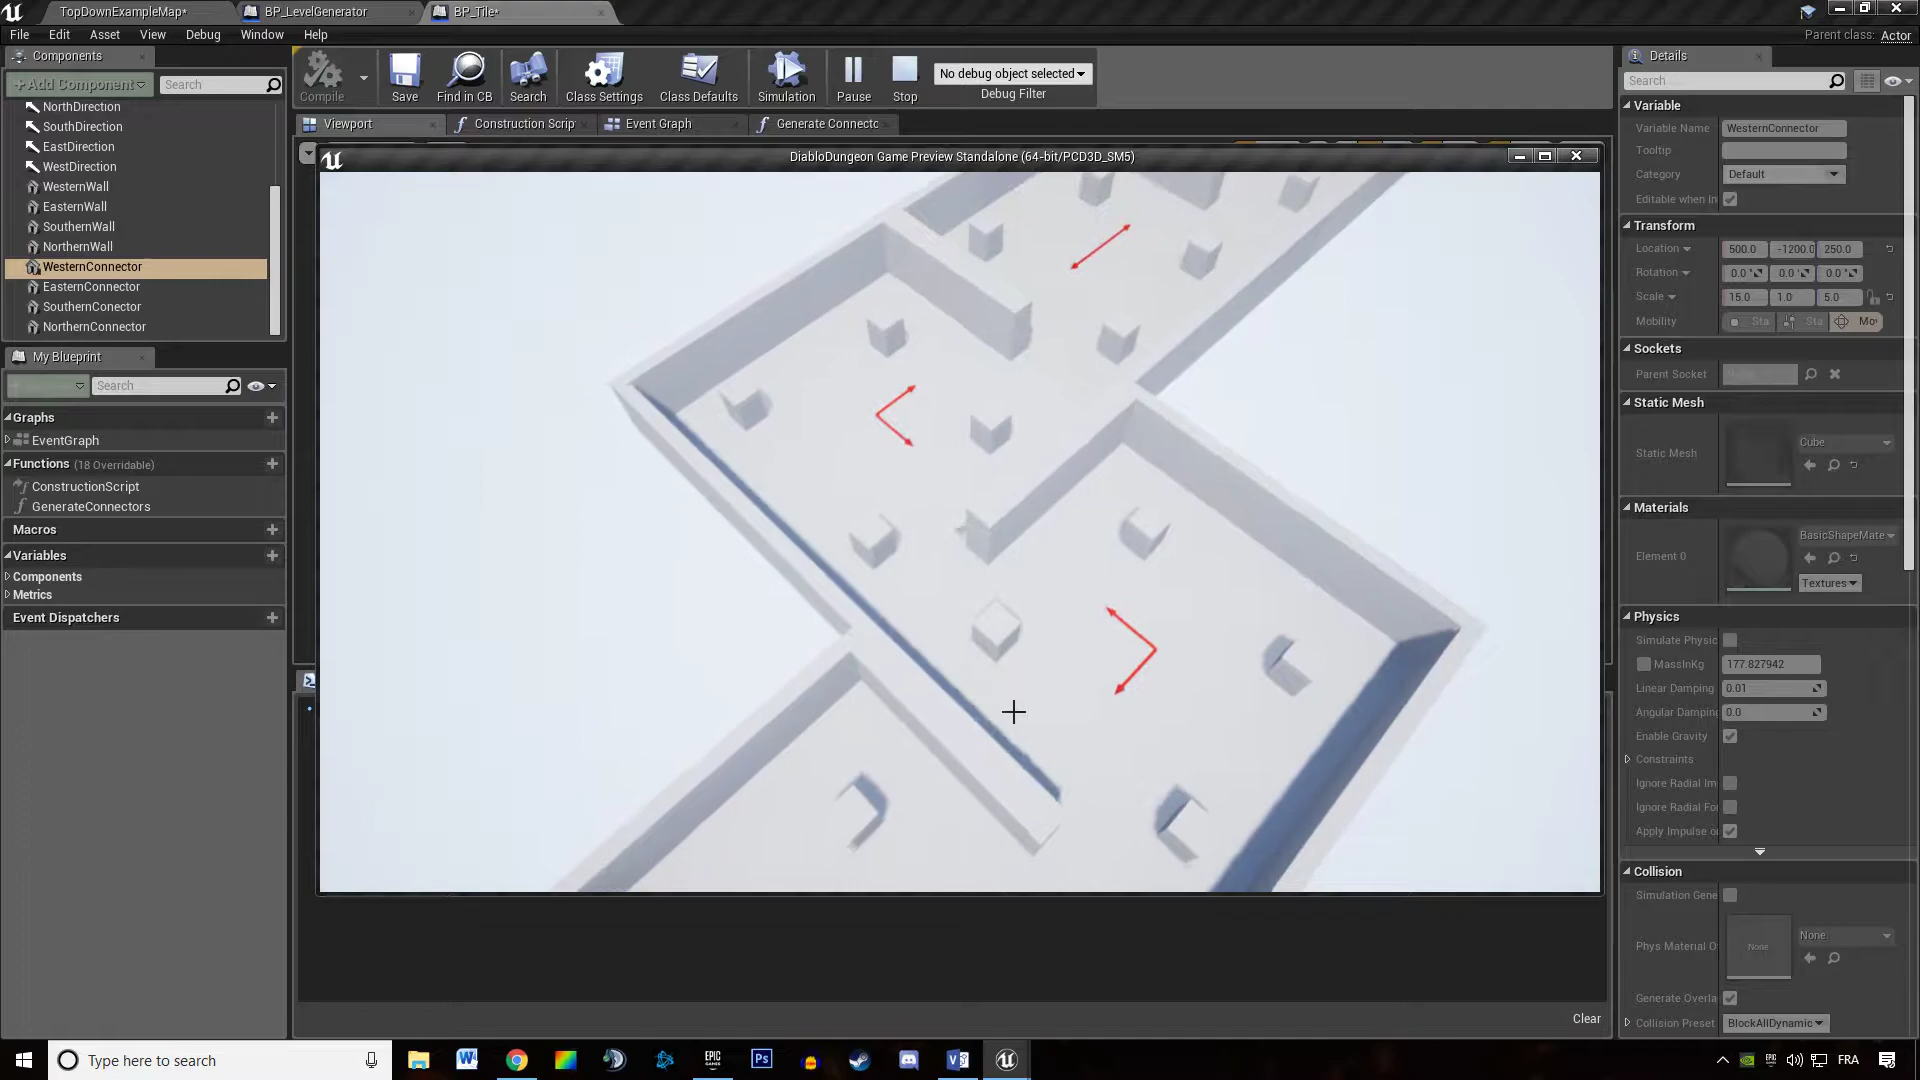 TopDownExampleMap*
BP_LevelGenerator
BP_Tile*
File Edit Asset View Debug Window Help
Parent class: Actor
Components
+Add Component
Search
NorthDirection
SouthDirection
EastDirection
WestDirection
WesternWall
EasternWall
SouthernWall
NorthernWall
WesternConnector
EasternConnector
SouthernConector
NorthernConnector
My Blueprint
Search
Graphs
EventGraph
Functions (18 Overridable)
ConstructionScript
GenerateConnectors
Macros
Variables
Components
Metrics
Event Dispatchers
Compile
Save
Find in CB
Search
Class Settings
Class Defaults
Simulation
Pause
Stop
No debug object selected
Debug Filter
Viewport
Construction Scrip
Event Graph
Generate Connectc
DiabloDungeon Game Preview Standalone (64-bit/PCD3D_SM5)
Clear
Details
Search
Variable
Variable Name WesternConnector
Tooltip
Category Default
Editable when In
Transform
Location 500.0 -1200.0 250.0
Rotation 0.0 ° 0.0 ° 0.0 °
Scale 15.0 1.0 5.0
Mobility Sta Sta Mo
Sockets
Parent Socket
Static Mesh
Static Mesh Cube
Materials
Element 0 BasicShapeMate
Textures
Physics
Simulate Physic
MassInKg 177.827942
Linear Damping 0.01
Angular Damping 0.0
Enable Gravity
Constraints
Ignore Radial Im
Ignore Radial Fo
Apply Impulse o
Collision
Simulation Gene
Phys Material O None None
Generate Overla
Collision Preset BlockAllDynamic
Type here to search
EPIC GAMES
Ps
FRA